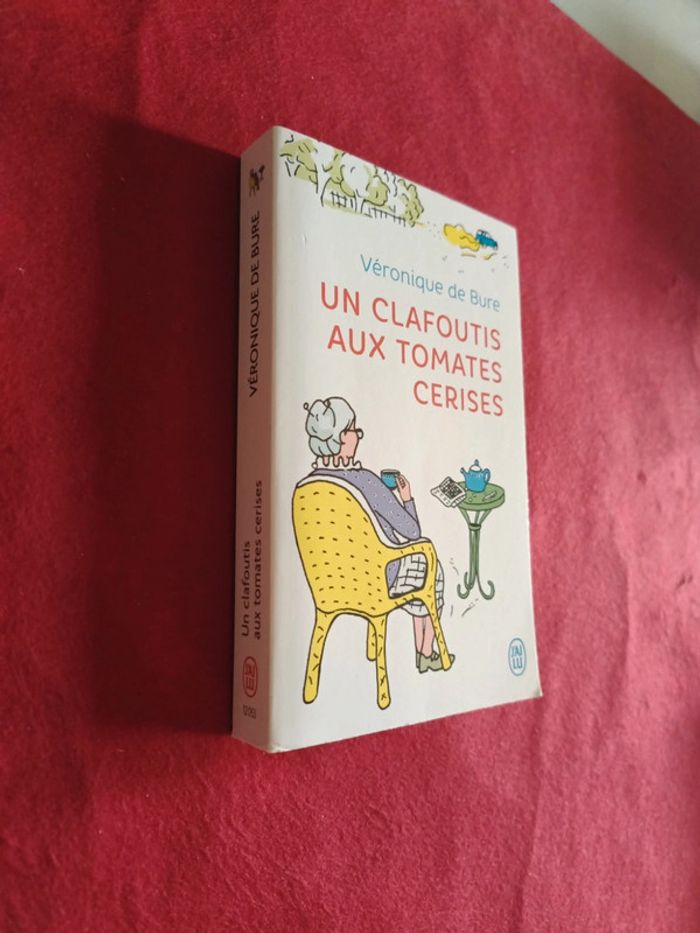 Véronique de Bure
UN CLAFOUTIS
AUX TOMATES
CERISES
J'AI
LU
VÉRONIQUE DE BURE
Un clafoutis
aux tomates cerises
J'AI
LU
12053